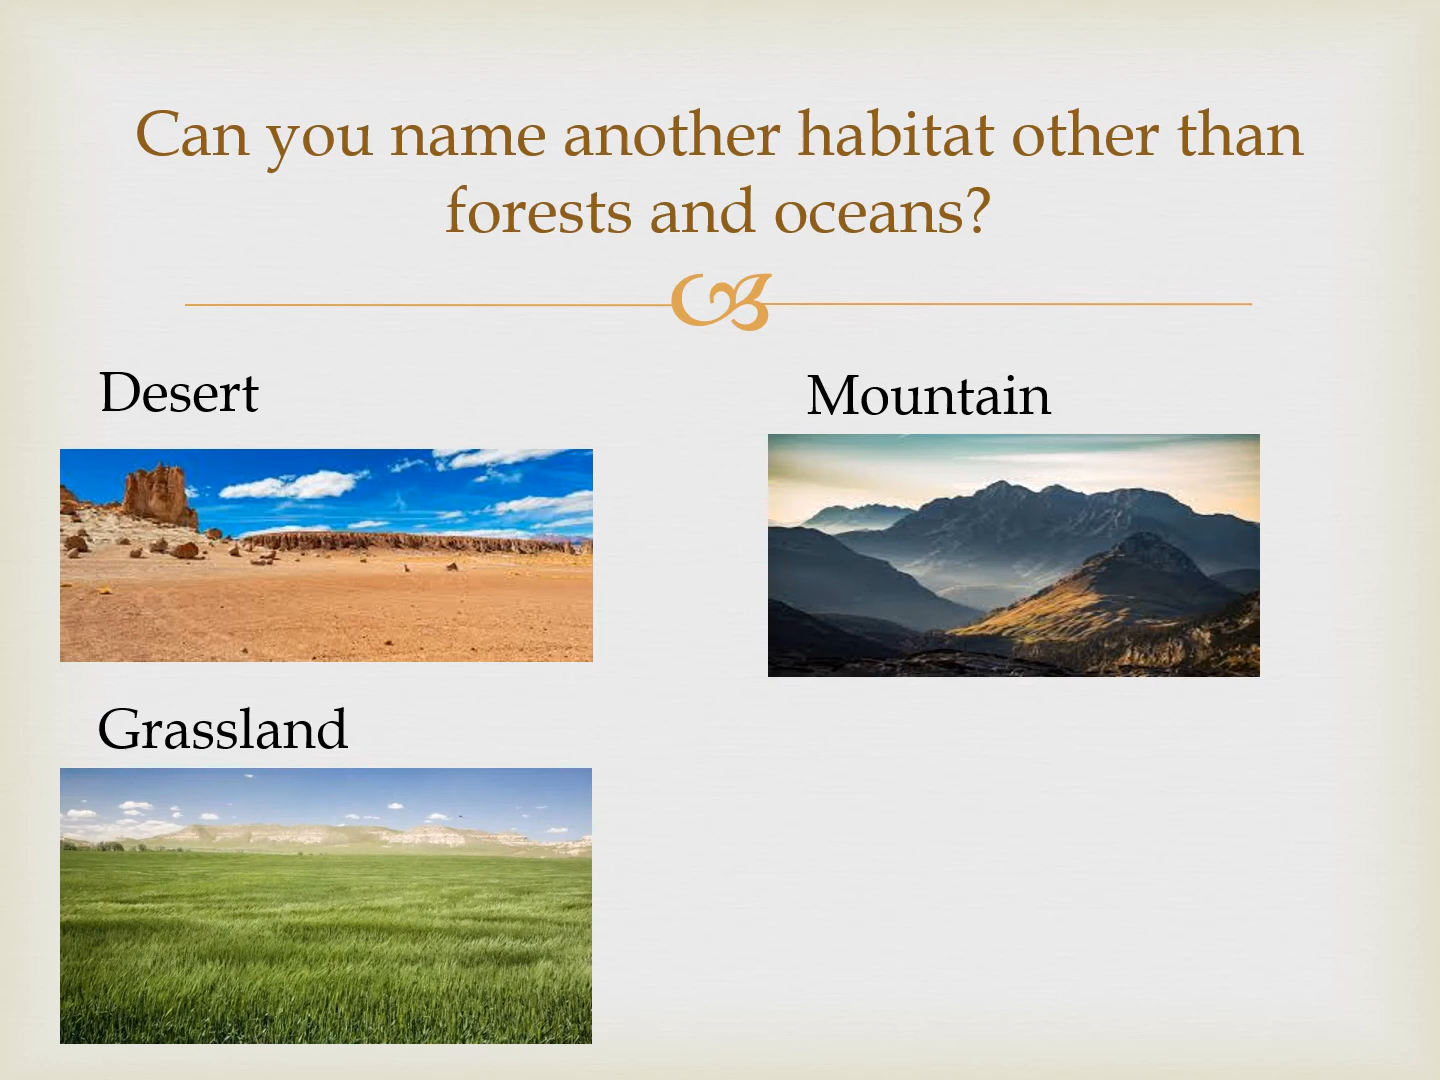 Can you name another habitat other than
forests and oceans?
Desert
Mountain
Grassland